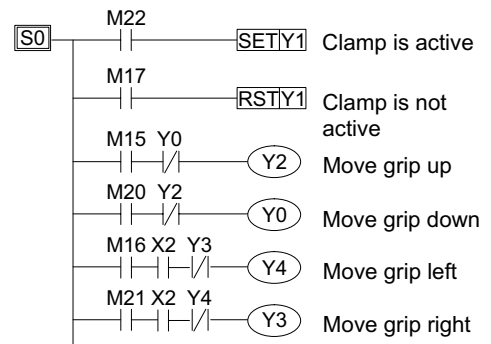 M22
S0 SET Y1 Clamp is active
M17
RST Y1 Clamp is not
active
M15 Y0
Y2 Move grip up
M20 Y2
Y0 Move grip down
M16 X2 Y3
Y4 Move grip left
M21 X2 Y4
Y3 Move grip right